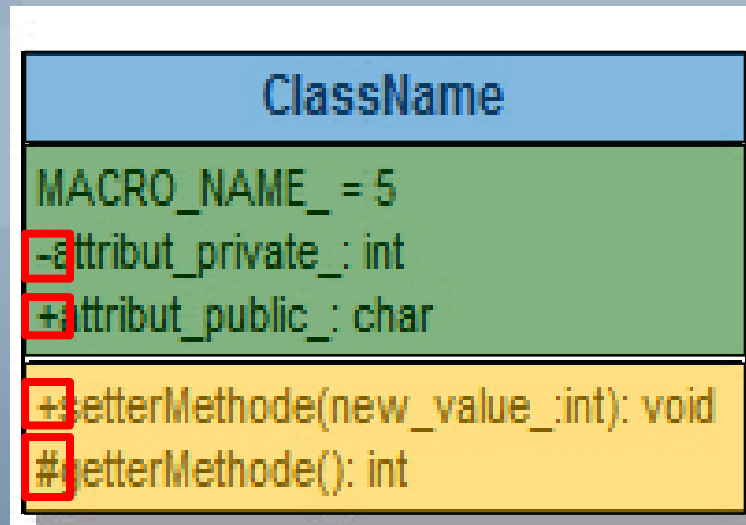 ClassName
MACRO_NAME_ = 5
-attribut_private_: int
+attribut_public_: char
+setterMethode(new_value_:int): void
#getterMethode(): int